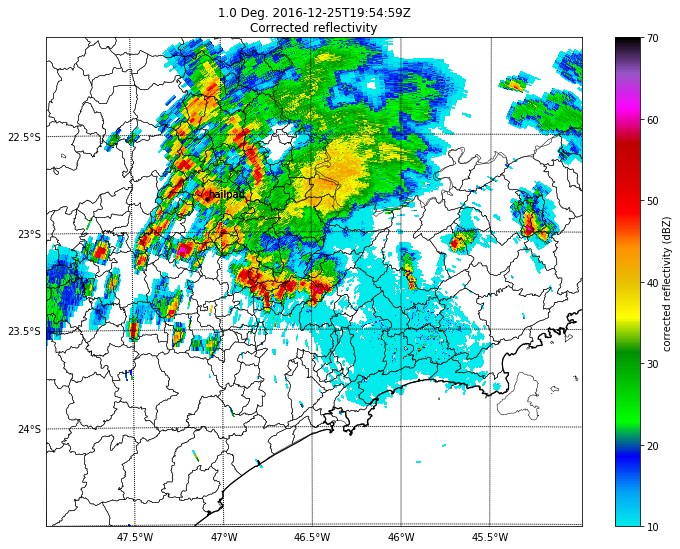 1.0 Deg. 2016-12-25T19:54:59Z
Corrected reflectivity
22.5°S
23°S
23.5°S
24°S
47.5°W
47°W
46.5°W
46°W
45.5°W
hailpad
70
60
50
40
30
20
10
corrected reflectivity (dBZ)